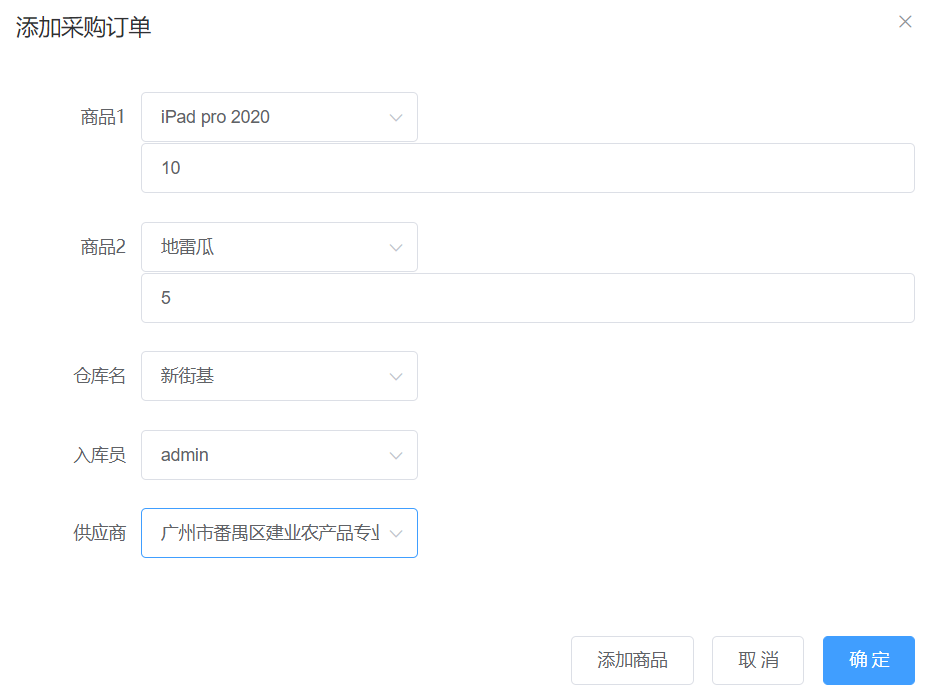 添加采购订单
商品1
iPad pro 2020
10
商品2
地雷瓜
5
仓库名
新街基
入库员
admin
供应商
广州市番禺区建业农产品专业
添加商品
取 消
确 定